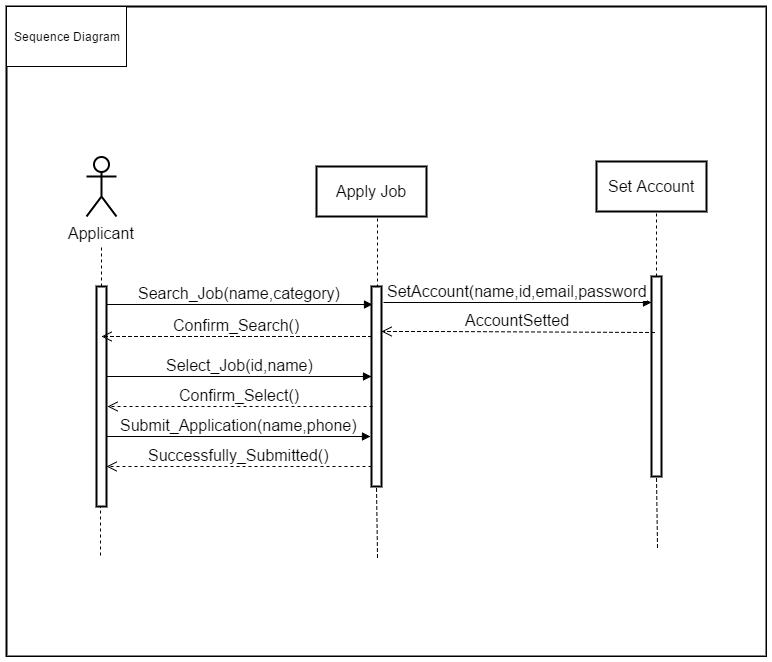 Sequence Diagram
Applicant
Apply Job
Set Account
Search_Job(name,category)
SetAccount(name,id,email,password
Confirm_Search()
AccountSetted
Select_Job(id,name)
Confirm_Select()
Submit_Application(name,phone)
Successfully_Submitted()